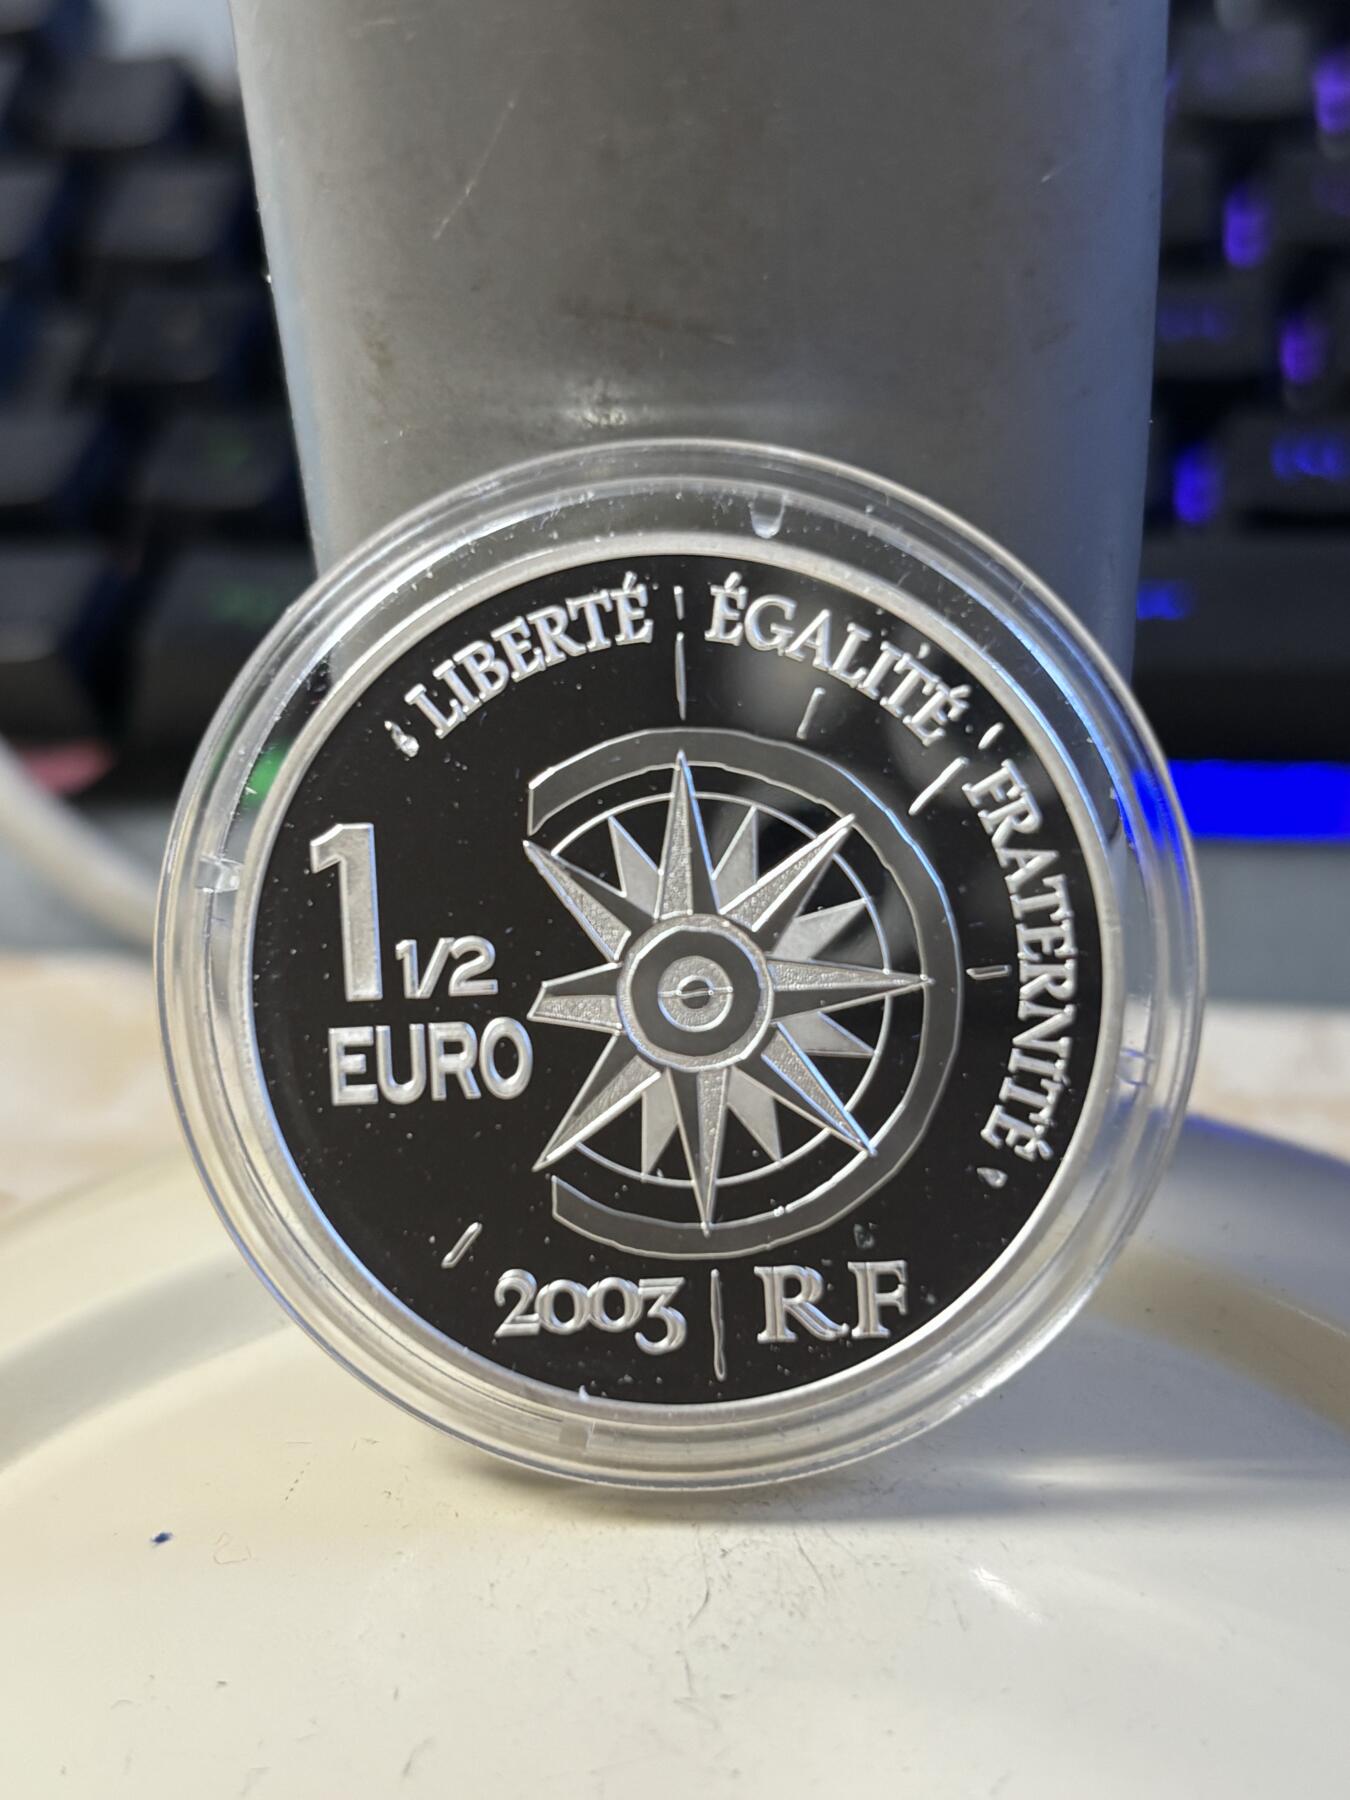 LIBERTÉ ÉGALITÉ FRATERNITÉ
1 1/2
EURO
2003 RF